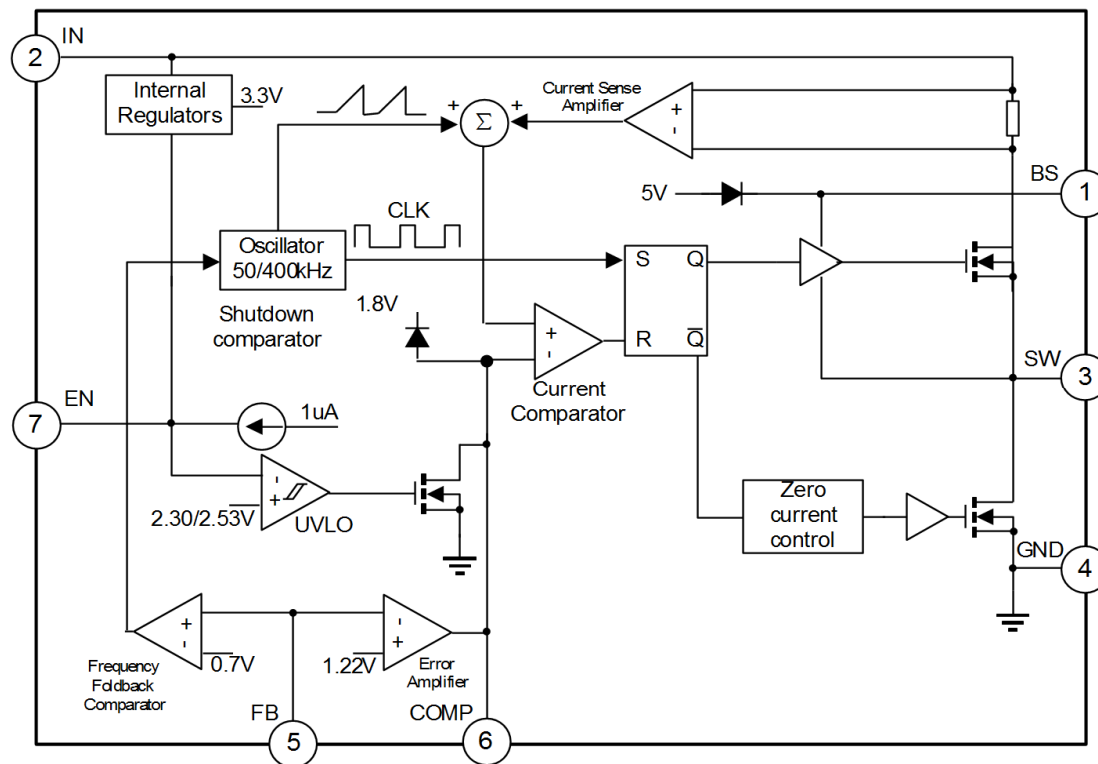 IN
2
Internal
Regulators
3.3V
+
Σ
+
Current Sense
Amplifier
+
-
BS
1
5V
CLK
Oscillator
50/400kHz
S
Q
R
Q̅
Shutdown
comparator
1.8V
+
-
Current
Comparator
SW
3
EN
7
1uA
-
+
2.30/2.53V
UVLO
Zero
current
control
GND
4
+
-
0.7V
Frequency
Foldback
Comparator
-
+
1.22V
Error
Amplifier
FB
5
COMP
6